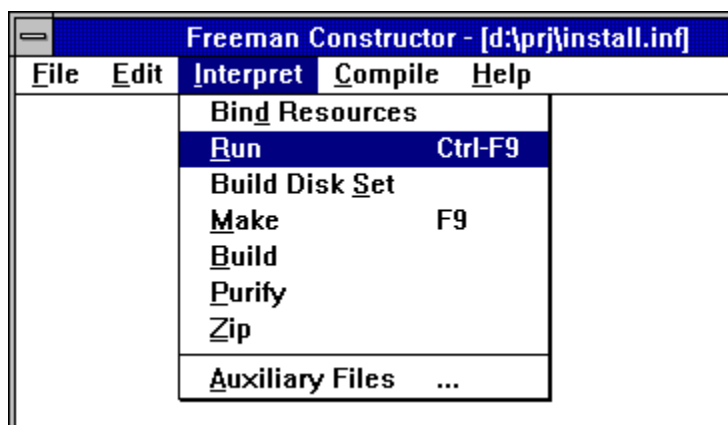 Freeman Constructor - [d:\prj\install.inf]
File Edit Interpret Compile Help
Bind Resources
Run Ctrl-F9
Build Disk Set
Make F9
Build
Purify
Zip
Auxiliary Files ...